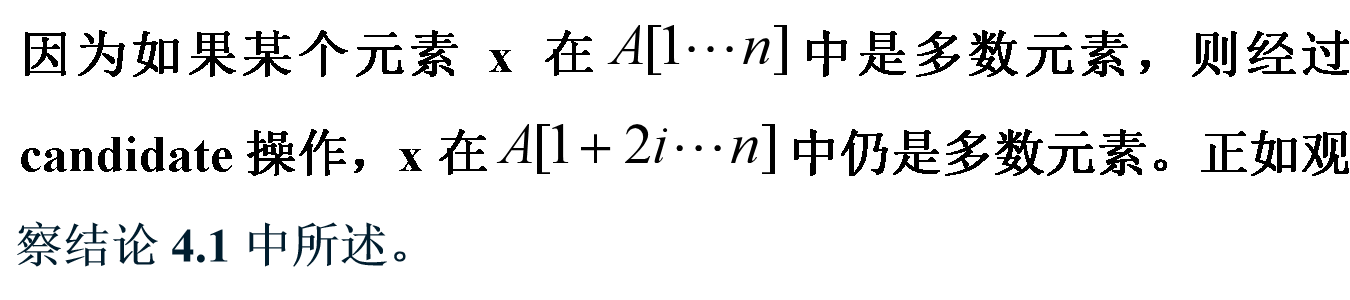 因为如果某个元素 x 在 A[1⋯n] 中是多数元素，则经过
candidate 操作，x 在 A[1+2i⋯n] 中仍是多数元素。正如观
察结论 4.1 中所述。